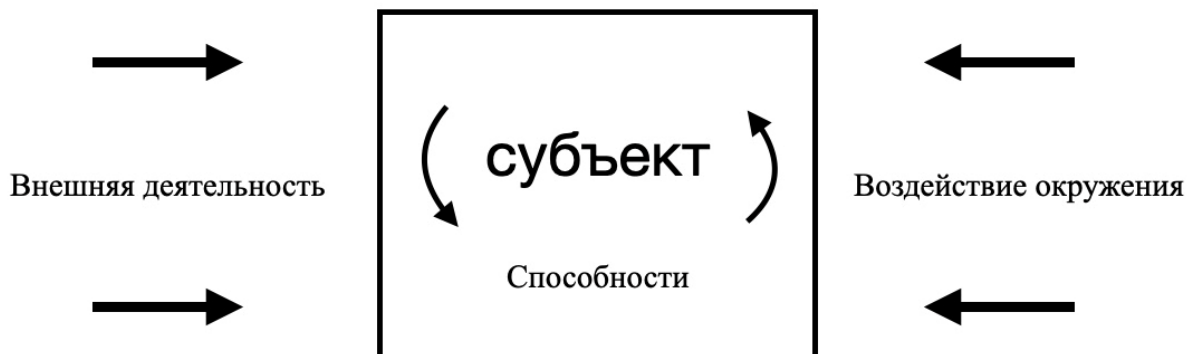 субъект
Внешняя деятельность
Воздействие окружения
Способности